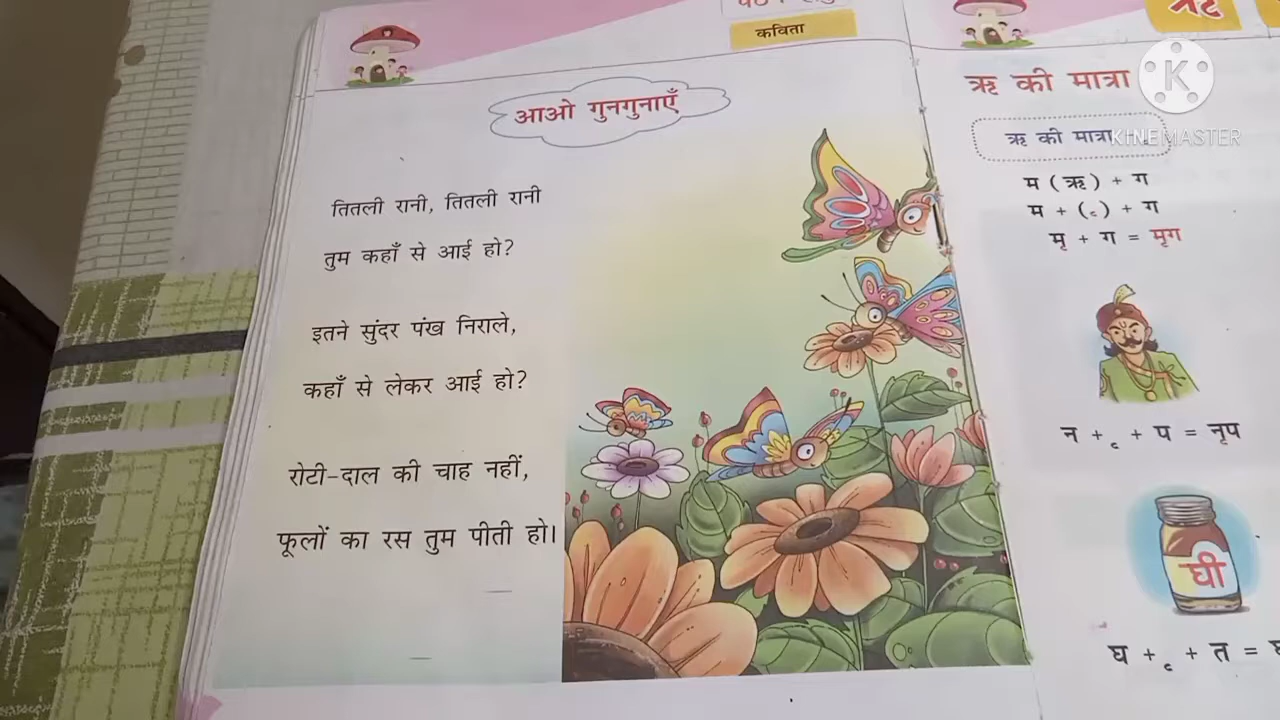 कविता
आओ गुनगुनाएँ
तितली रानी, तितली रानी
तुम कहाँ से आई हो?
इतने सुंदर पंख निराले,
कहाँ से लेकर आई हो?
रोटी-दाल की चाह नहीं,
फूलों का रस तुम पीती हो।
ऋ की मात्रा
ऋ की मात्रा
म (ऋ) + ग
म + (ृ) + ग
मृ + ग = मृग
न + ृ + प = नृप
घी
घ + ृ + त =
K
KINEMASTER